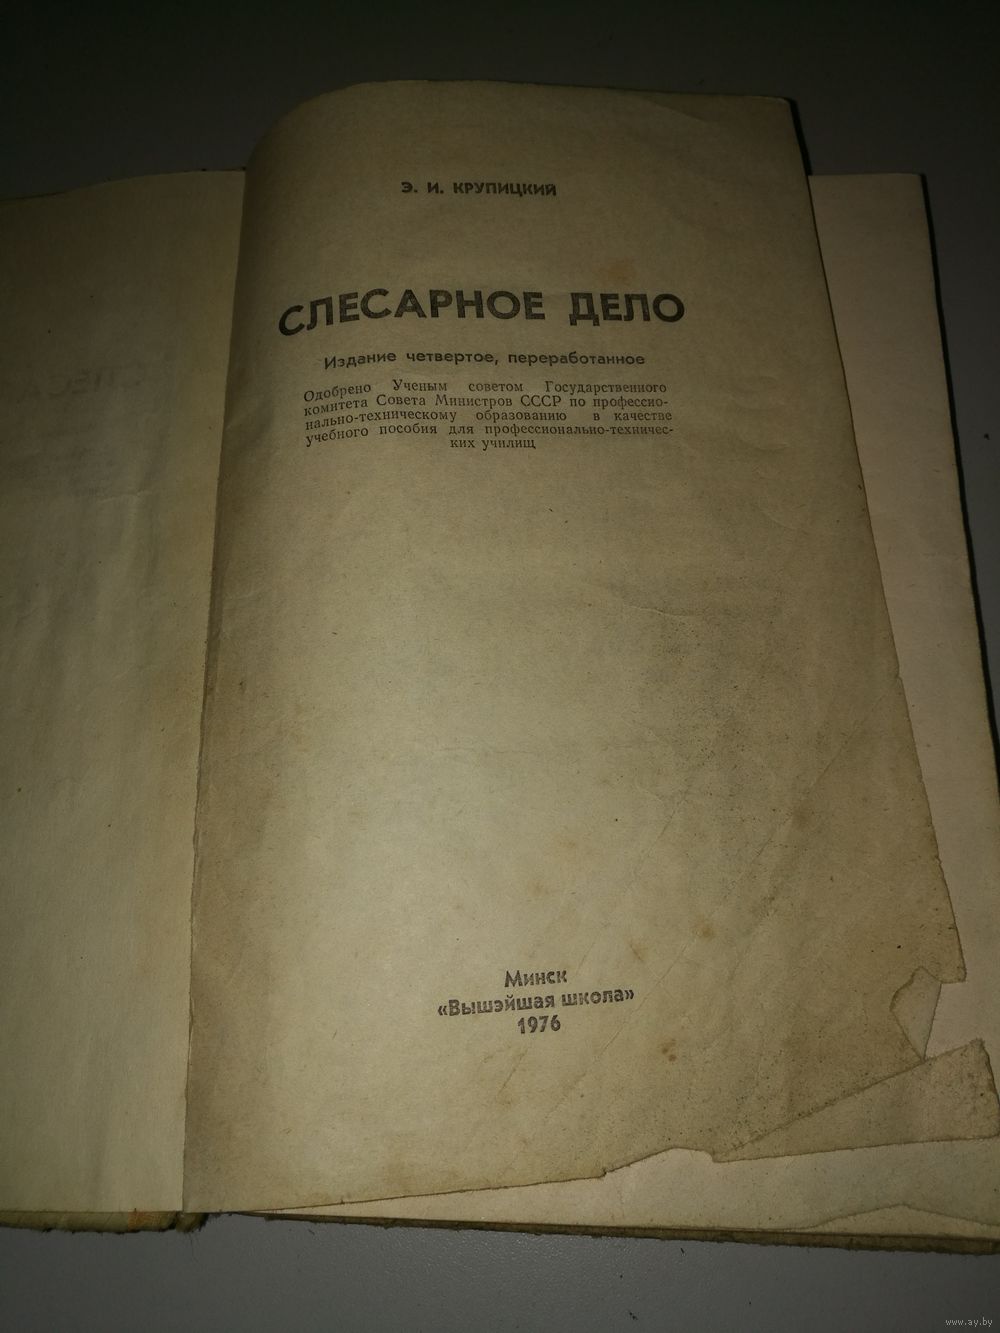 Э. И. КРУПИЦКИЙ
СЛЕСАРНОЕ ДЕЛО
Издание четвертое, переработанное
Одобрено Ученым советом Государственного
комитета Совета Министров СССР по профессио-
нально-техническому образованию в качестве
учебного пособия для профессионально-техничес-
ких училищ
Минск
«Вышэйшая школа»
1976
www.ay.by